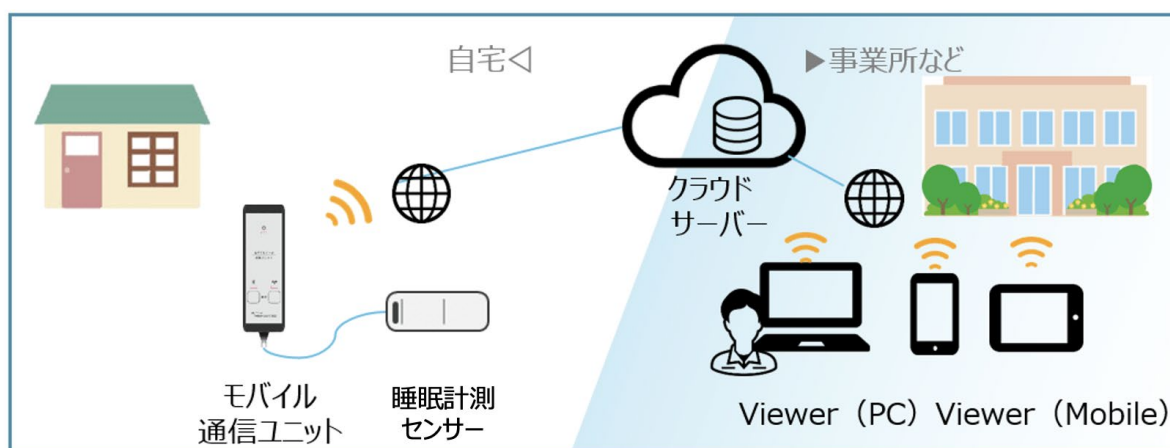 自宅◁
▶事業所など
クラウド
サーバー
モバイル
通信ユニット
睡眠計測
センサー
Viewer（PC）
Viewer（Mobile）